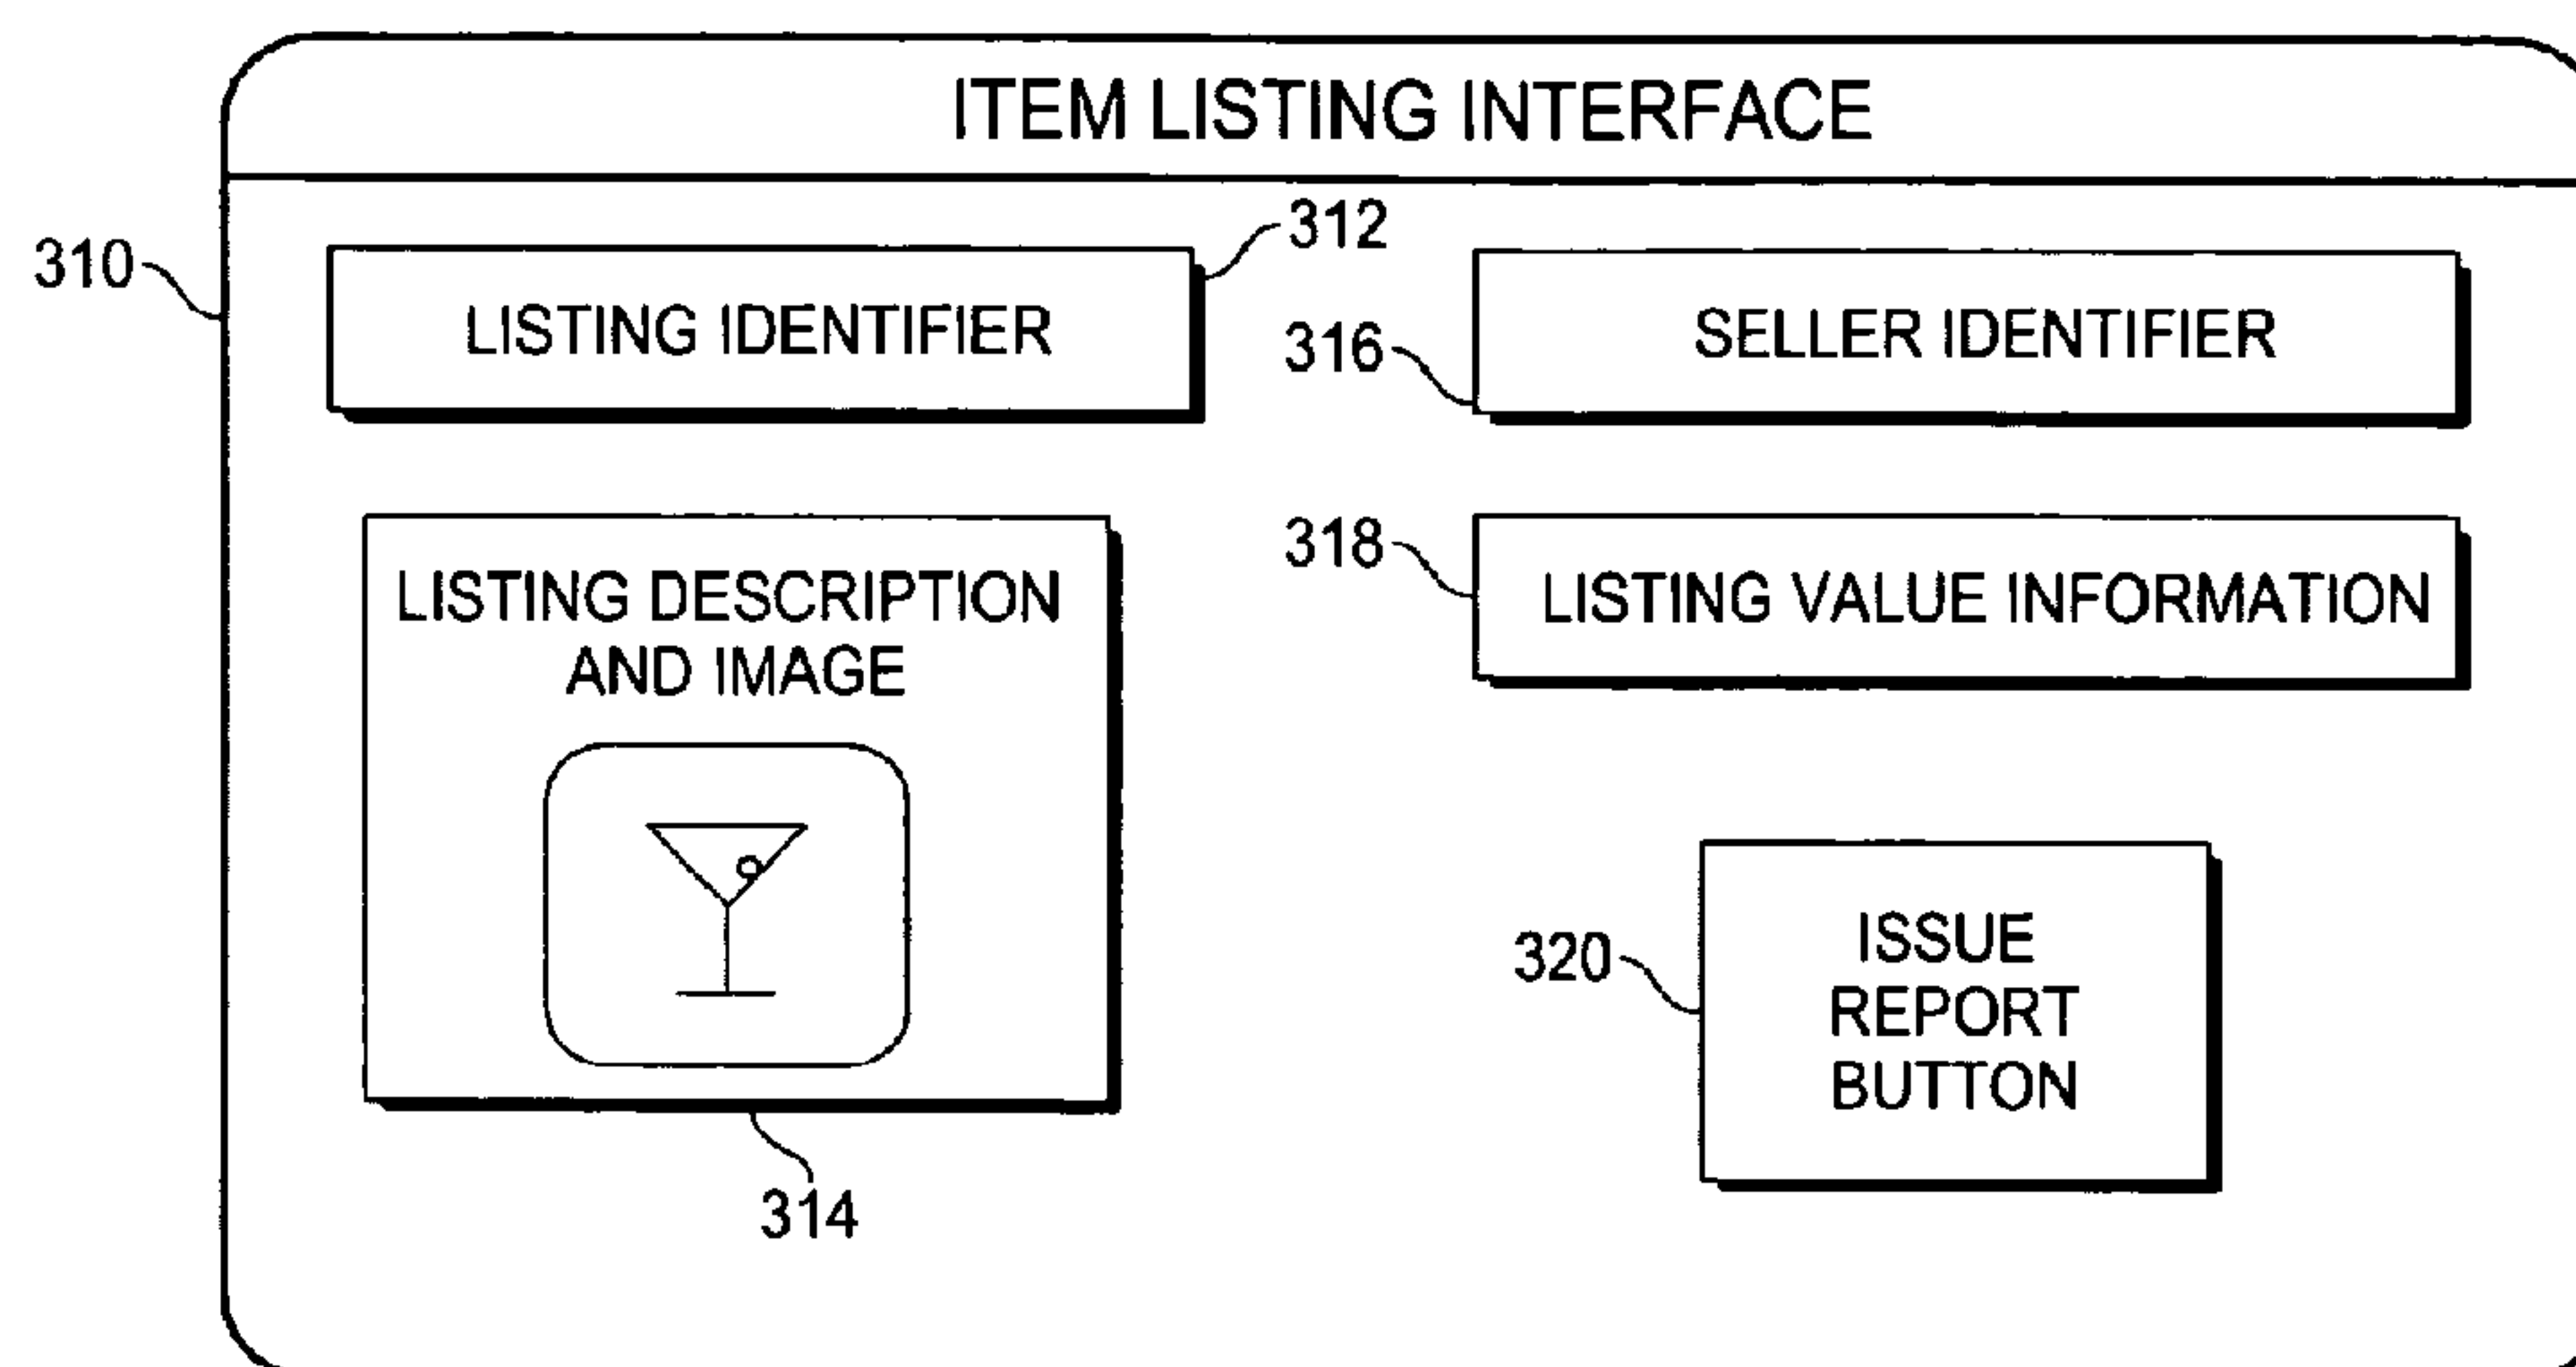 ITEM LISTING INTERFACE
310
312
LISTING IDENTIFIER
316
SELLER IDENTIFIER
LISTING DESCRIPTION
AND IMAGE
314
318
LISTING VALUE INFORMATION
320
ISSUE
REPORT
BUTTON